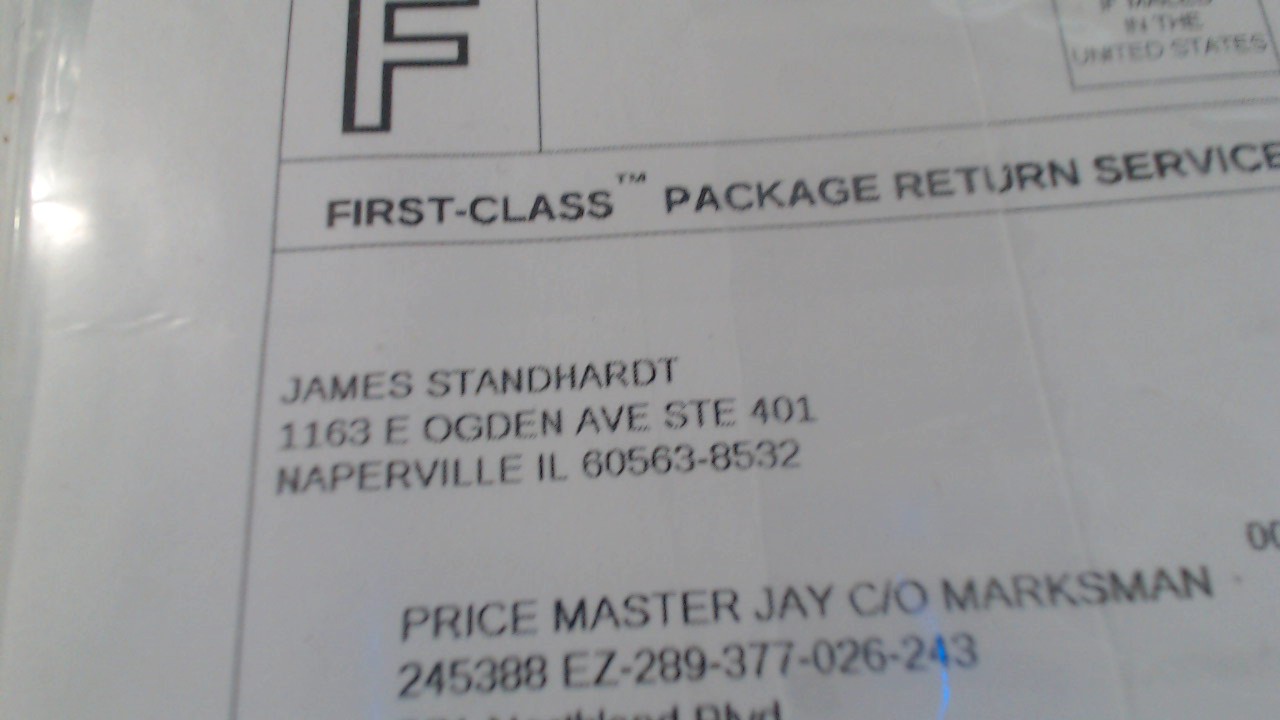 F
IN THE
UNITED STATES
FIRST-CLASS™ PACKAGE RETURN SERVICE
JAMES STANDHARDT
1163 E OGDEN AVE STE 401
NAPERVILLE IL 60563-8532
PRICE MASTER JAY C/O MARKSMAN
245388 EZ-289-377-026-243
Blvd